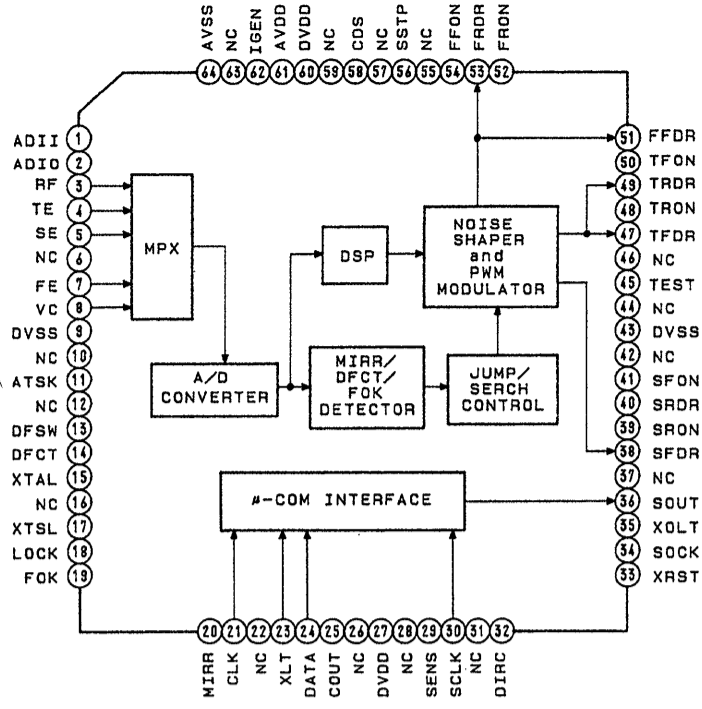 AVSS
NC
IGEN
AVDD
DVDD
NC
CDS
NC
SSTP
NC
FFON
FRDR
FRON
64
63
62
61
60
59
58
57
56
55
54
53
52
ADII 1
ADIO 2
RF 3
TE 4
SE 5
NC 6
FE 7
VC 8
DVSS 9
NC 10
ATSK 11
NC 12
DFSW 13
DFCT 14
XTAL 15
NC 16
XTSL 17
LOCK 18
FOK 19
MPX
DSP
NOISE
SHAPER
and
PWM
MODULATOR
A/D
CONVERTER
MIRR/
DFCT/
FOK
DETECTOR
JUMP/
SERCH
CONTROL
μ-COM INTERFACE
51 FFDR
50 TFON
49 TRDR
48 TRON
47 TFDR
46 NC
45 TEST
44 NC
43 DVSS
42 NC
41 SFON
40 SRDR
39 SRON
38 SFDR
37 NC
36 SOUT
35 XOLT
34 SOCK
33 XRST
20
21
22
23
24
25
26
27
28
29
30
31
32
MIRR
CLK
NC
XLT
DATA
COUT
NC
DVDD
NC
SENS
SCLK
NC
DIRC